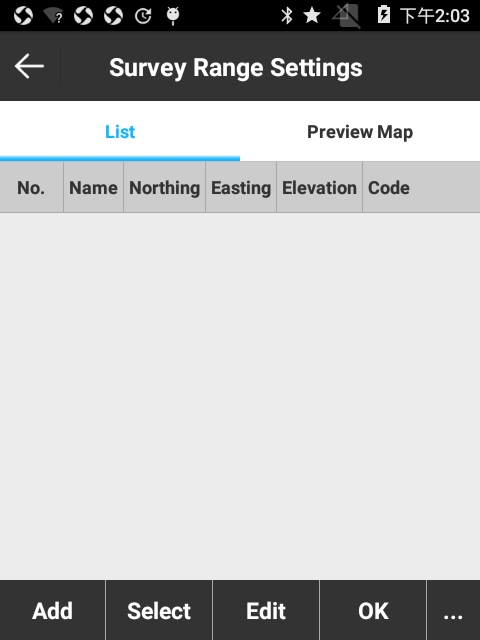 下午2:03
Survey Range Settings
List
Preview Map
No. Name Northing Easting Elevation Code
Add Select Edit OK ...